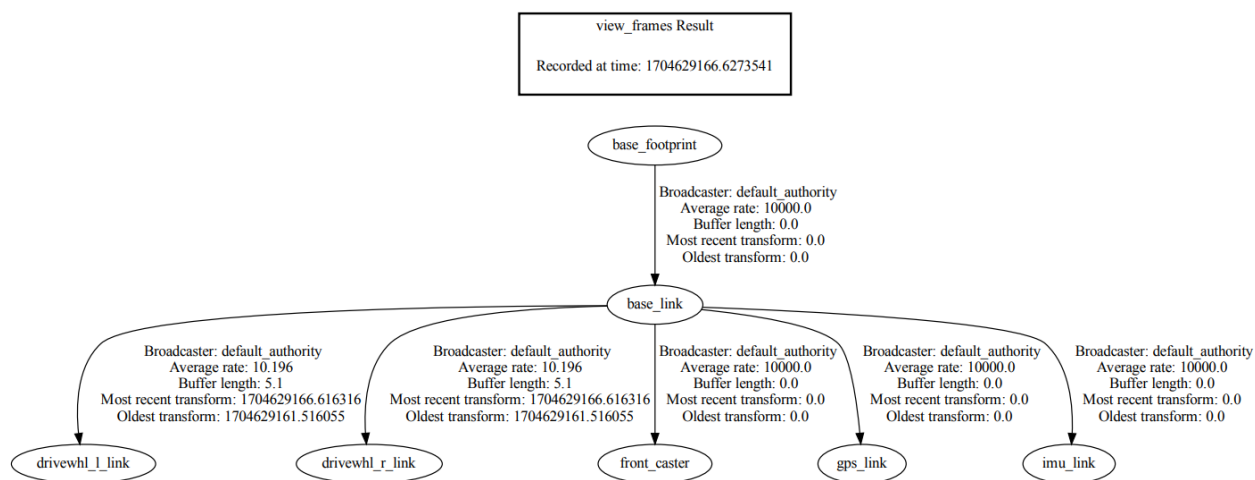 view_frames Result
Recorded at time: 1704629166.6273541
base_footprint
Broadcaster: default_authority
Average rate: 10000.0
Buffer length: 0.0
Most recent transform: 0.0
Oldest transform: 0.0
base_link
Broadcaster: default_authority
Average rate: 10.196
Buffer length: 5.1
Most recent transform: 1704629166.616316
Oldest transform: 1704629161.516055
Broadcaster: default_authority
Average rate: 10.196
Buffer length: 5.1
Most recent transform: 1704629166.616316
Oldest transform: 1704629161.516055
Broadcaster: default_authority
Average rate: 10000.0
Buffer length: 0.0
Most recent transform: 0.0
Oldest transform: 0.0
Broadcaster: default_authority
Average rate: 10000.0
Buffer length: 0.0
Most recent transform: 0.0
Oldest transform: 0.0
Broadcaster: default_authority
Average rate: 10000.0
Buffer length: 0.0
Most recent transform: 0.0
Oldest transform: 0.0
drivewhl_l_link
drivewhl_r_link
front_caster
gps_link
imu_link